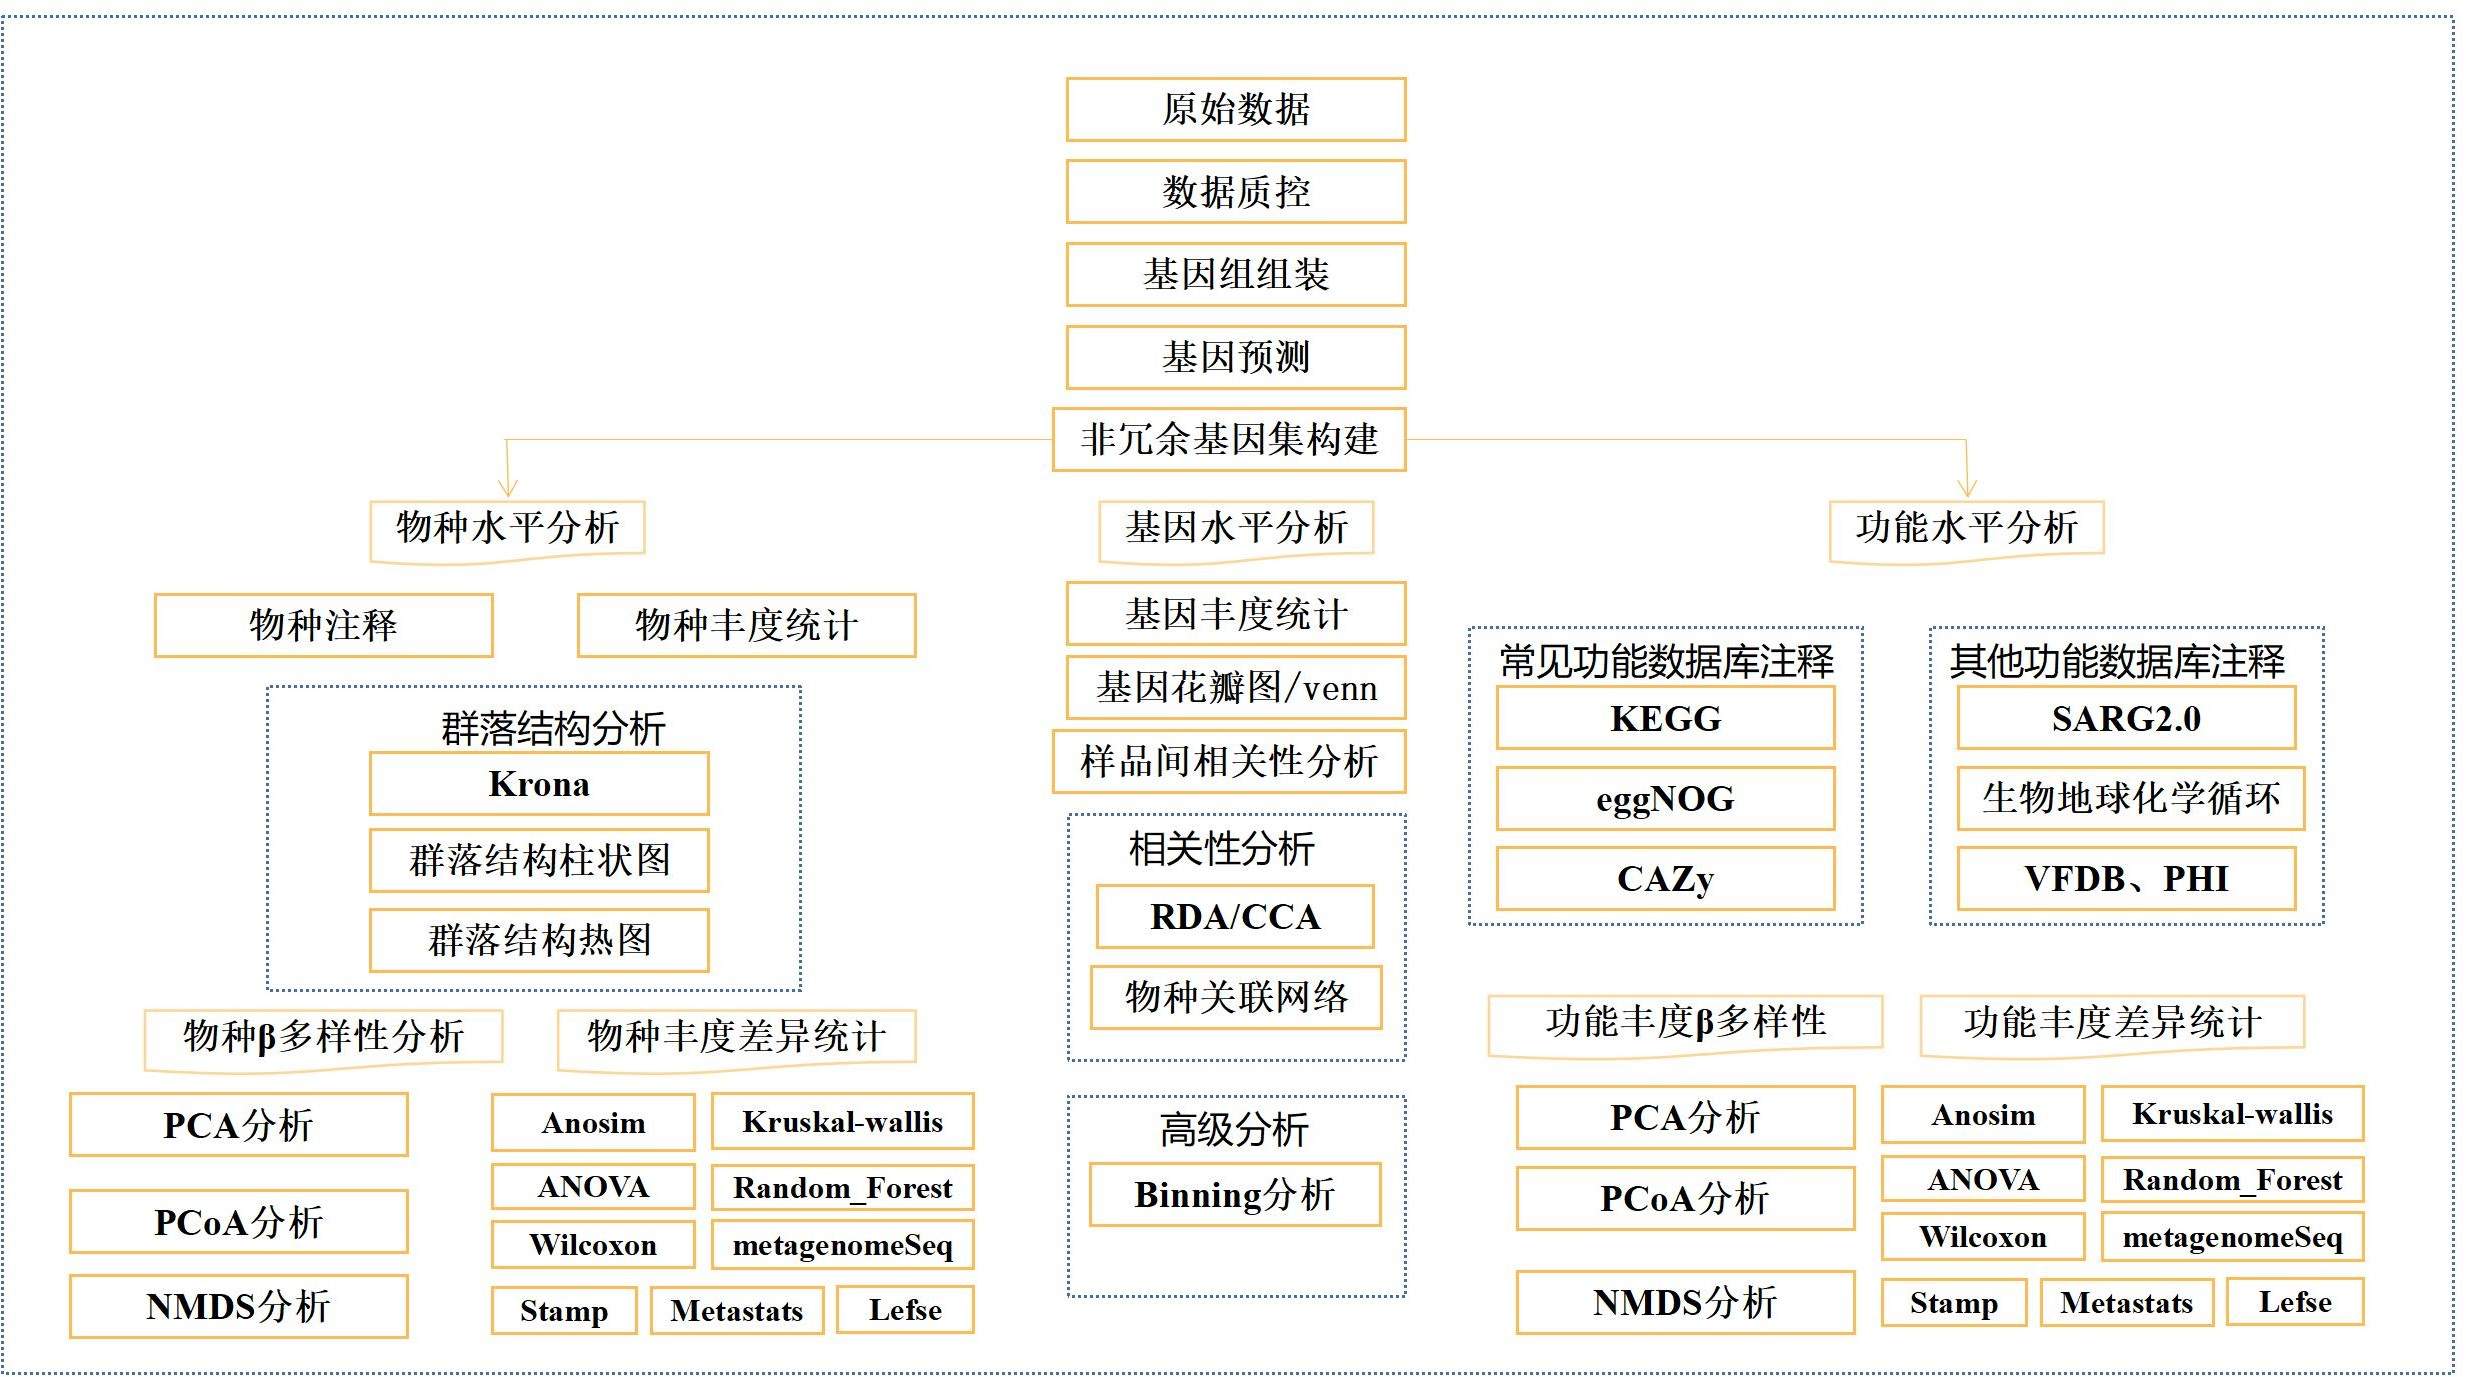 原始数据
数据质控
基因组组装
基因预测
非冗余基因集构建
物种水平分析
基因水平分析
功能水平分析
物种注释
物种丰度统计
群落结构分析
Krona
群落结构柱状图
群落结构热图
物种β多样性分析
物种丰度差异统计
PCA分析
PCoA分析
NMDS分析
Anosim
Kruskal-wallis
ANOVA
Random_Forest
Wilcoxon
metagenomeSeq
Stamp
Metastats
Lefse
基因丰度统计
基因花瓣图/venn
样品间相关性分析
相关性分析
RDA/CCA
物种关联网络
高级分析
Binning分析
常见功能数据库注释
KEGG
eggNOG
CAZy
其他功能数据库注释
SARG2.0
生物地球化学循环
VFDB、PHI
功能丰度β多样性
功能丰度差异统计
PCA分析
PCoA分析
NMDS分析
Anosim
Kruskal-wallis
ANOVA
Random_Forest
Wilcoxon
metagenomeSeq
Stamp
Metastats
Lefse